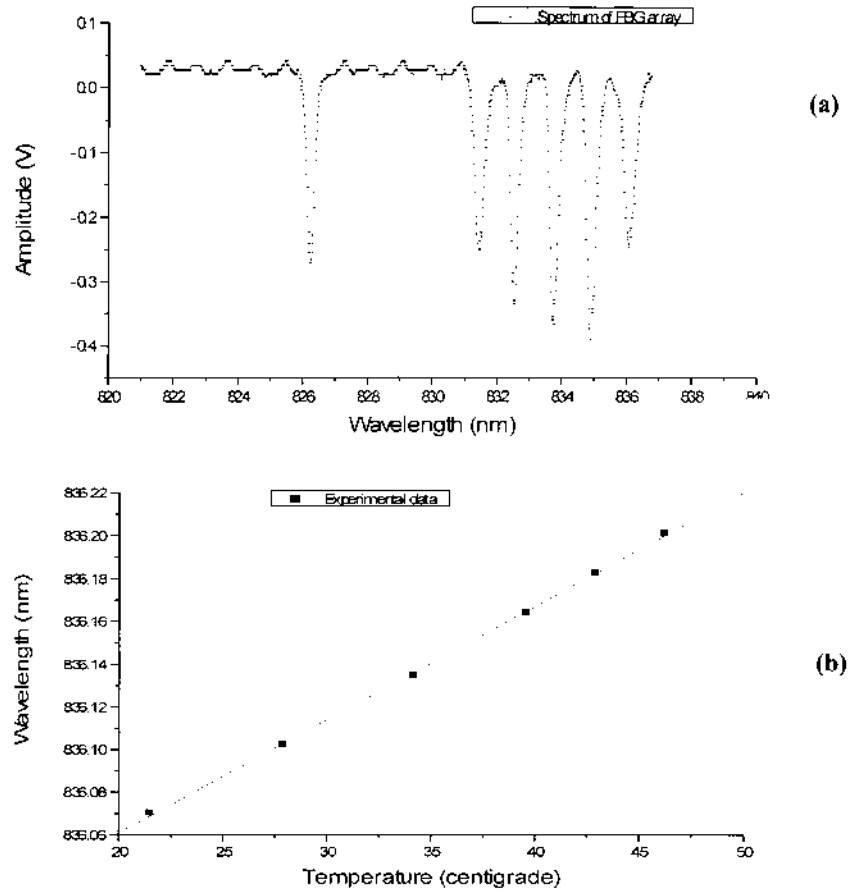 0.1
Spectrum of FBG array
0.0
(a)
-0.1
Amplitude (V)
-0.2
-0.3
-0.4
820 822 824 826 828 830 832 834 836 838 840
Wavelength (nm)
836.22
Experimental data
836.20
836.18
Wavelength (nm)
836.16
836.14
(b)
836.12
836.10
836.08
836.06
20 25 30 35 40 45 50
Temperature (centigrade)